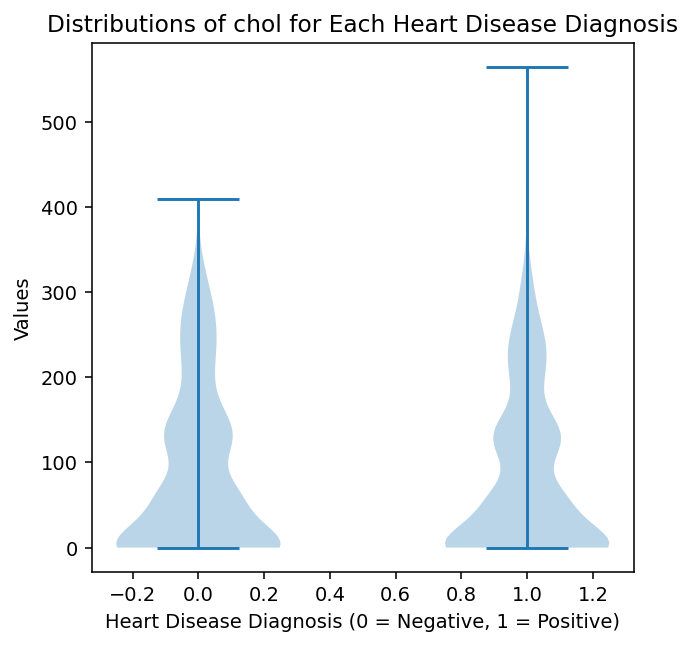 Distributions of chol for Each Heart Disease Diagnosis
500
400
300
200
100
0
Values
−0.2 0.0 0.2 0.4 0.6 0.8 1.0 1.2
Heart Disease Diagnosis (0 = Negative, 1 = Positive)